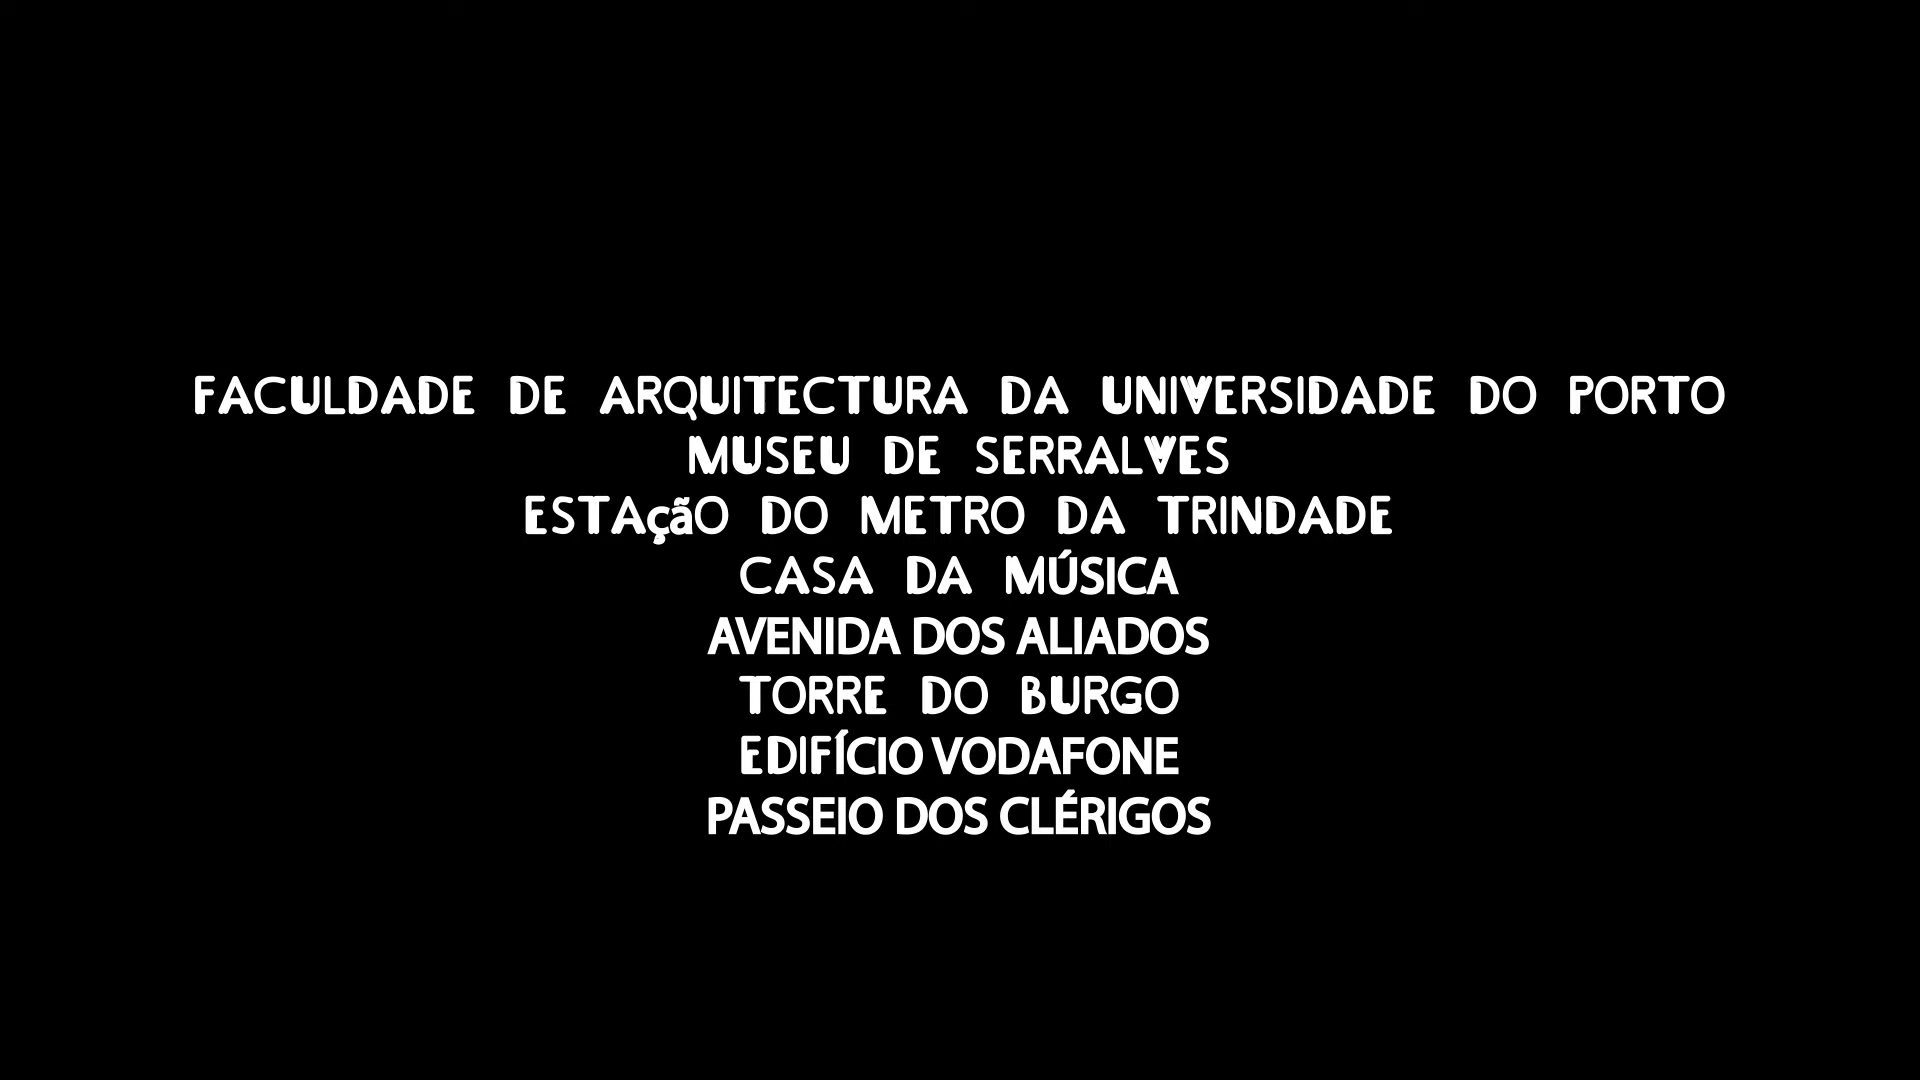 FACULDADE DE ARQUITECTURA DA UNIVERSIDADE DO PORTO
MUSEU DE SERRALVES
ESTAçãO DO METRO DA TRINDADE
CASA DA MÚSICA
AVENIDA DOS ALIADOS
TORRE DO BURGO
EDIFÍCIO VODAFONE
PASSEIO DOS CLÉRIGOS